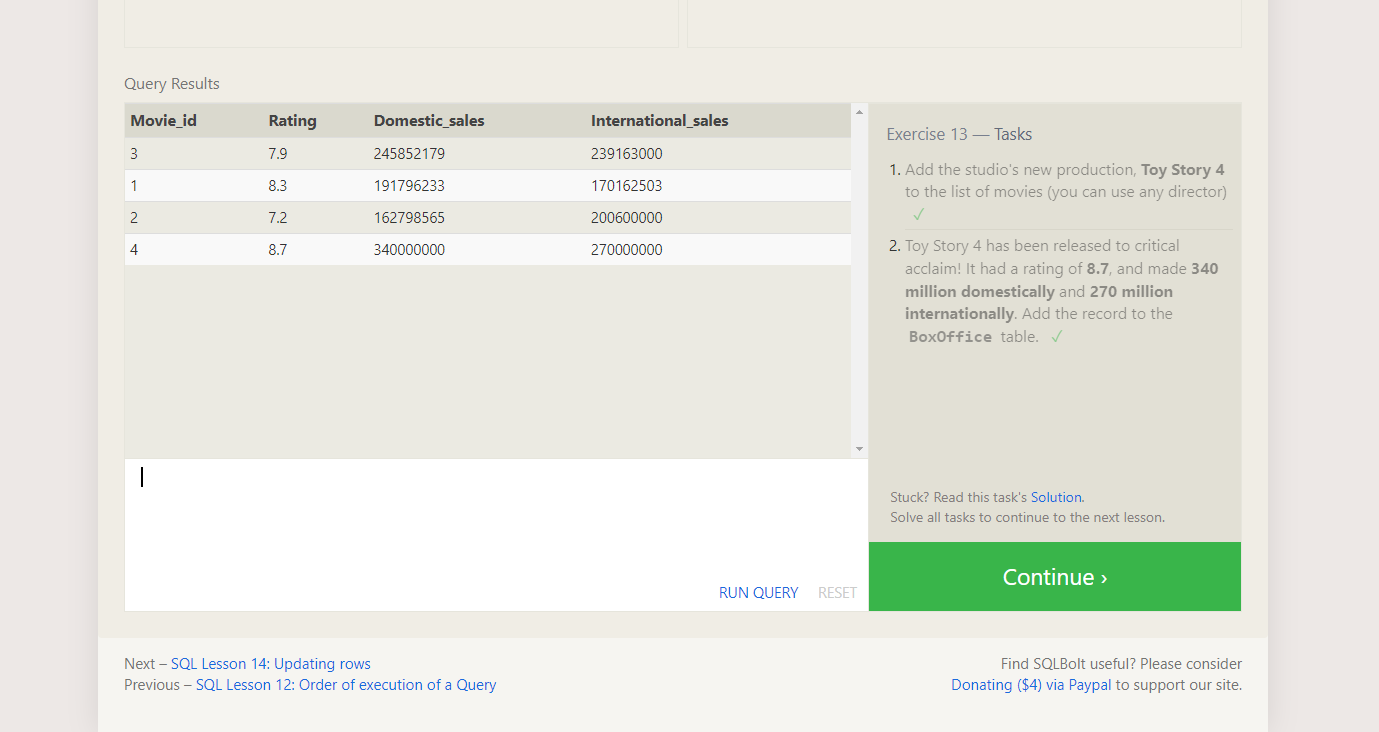 Query Results
Movie_id Rating Domestic_sales International_sales
3 7.9 245852179 239163000
1 8.3 191796233 170162503
2 7.2 162798565 200600000
4 8.7 340000000 270000000
Exercise 13 — Tasks
1. Add the studio's new production, Toy Story 4
to the list of movies (you can use any director)
✓
2. Toy Story 4 has been released to critical
acclaim! It had a rating of 8.7, and made 340
million domestically and 270 million
internationally. Add the record to the
BoxOffice table. ✓
Stuck? Read this task's Solution.
Solve all tasks to continue to the next lesson.
RUN QUERY RESET
Continue ›
Next – SQL Lesson 14: Updating rows
Previous – SQL Lesson 12: Order of execution of a Query
Find SQLBolt useful? Please consider
Donating ($4) via Paypal to support our site.